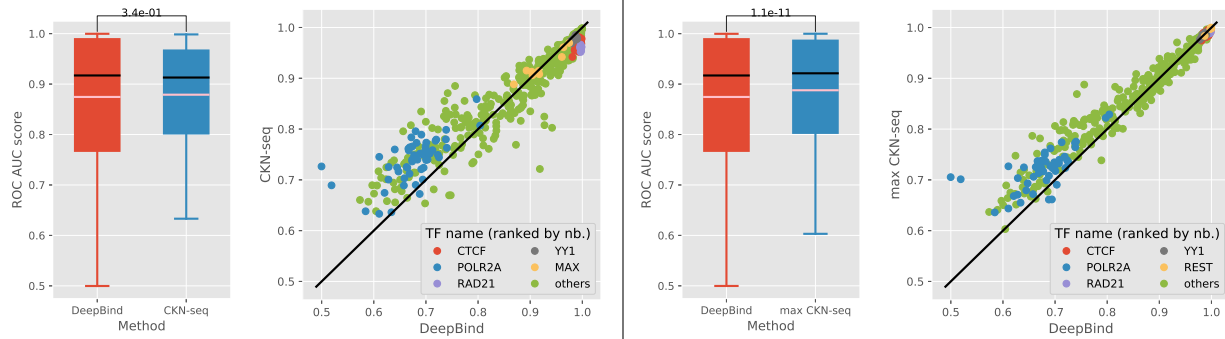 3.4e-01
1.0
0.9
0.8
0.7
0.6
0.5
ROC AUC score
DeepBind
CKN-seq
Method
1.0
0.9
0.8
0.7
0.6
0.5
CKN-seq
TF name (ranked by nb.)
CTCF
YY1
POLR2A
MAX
RAD21
others
0.5
0.6
0.7
0.8
0.9
1.0
DeepBind
1.1e-11
1.0
0.9
0.8
0.7
0.6
0.5
ROC AUC score
DeepBind
max CKN-seq
Method
1.0
0.9
0.8
0.7
0.6
0.5
max CKN-seq
TF name (ranked by nb.)
CTCF
YY1
POLR2A
REST
RAD21
others
0.5
0.6
0.7
0.8
0.9
1.0
DeepBind